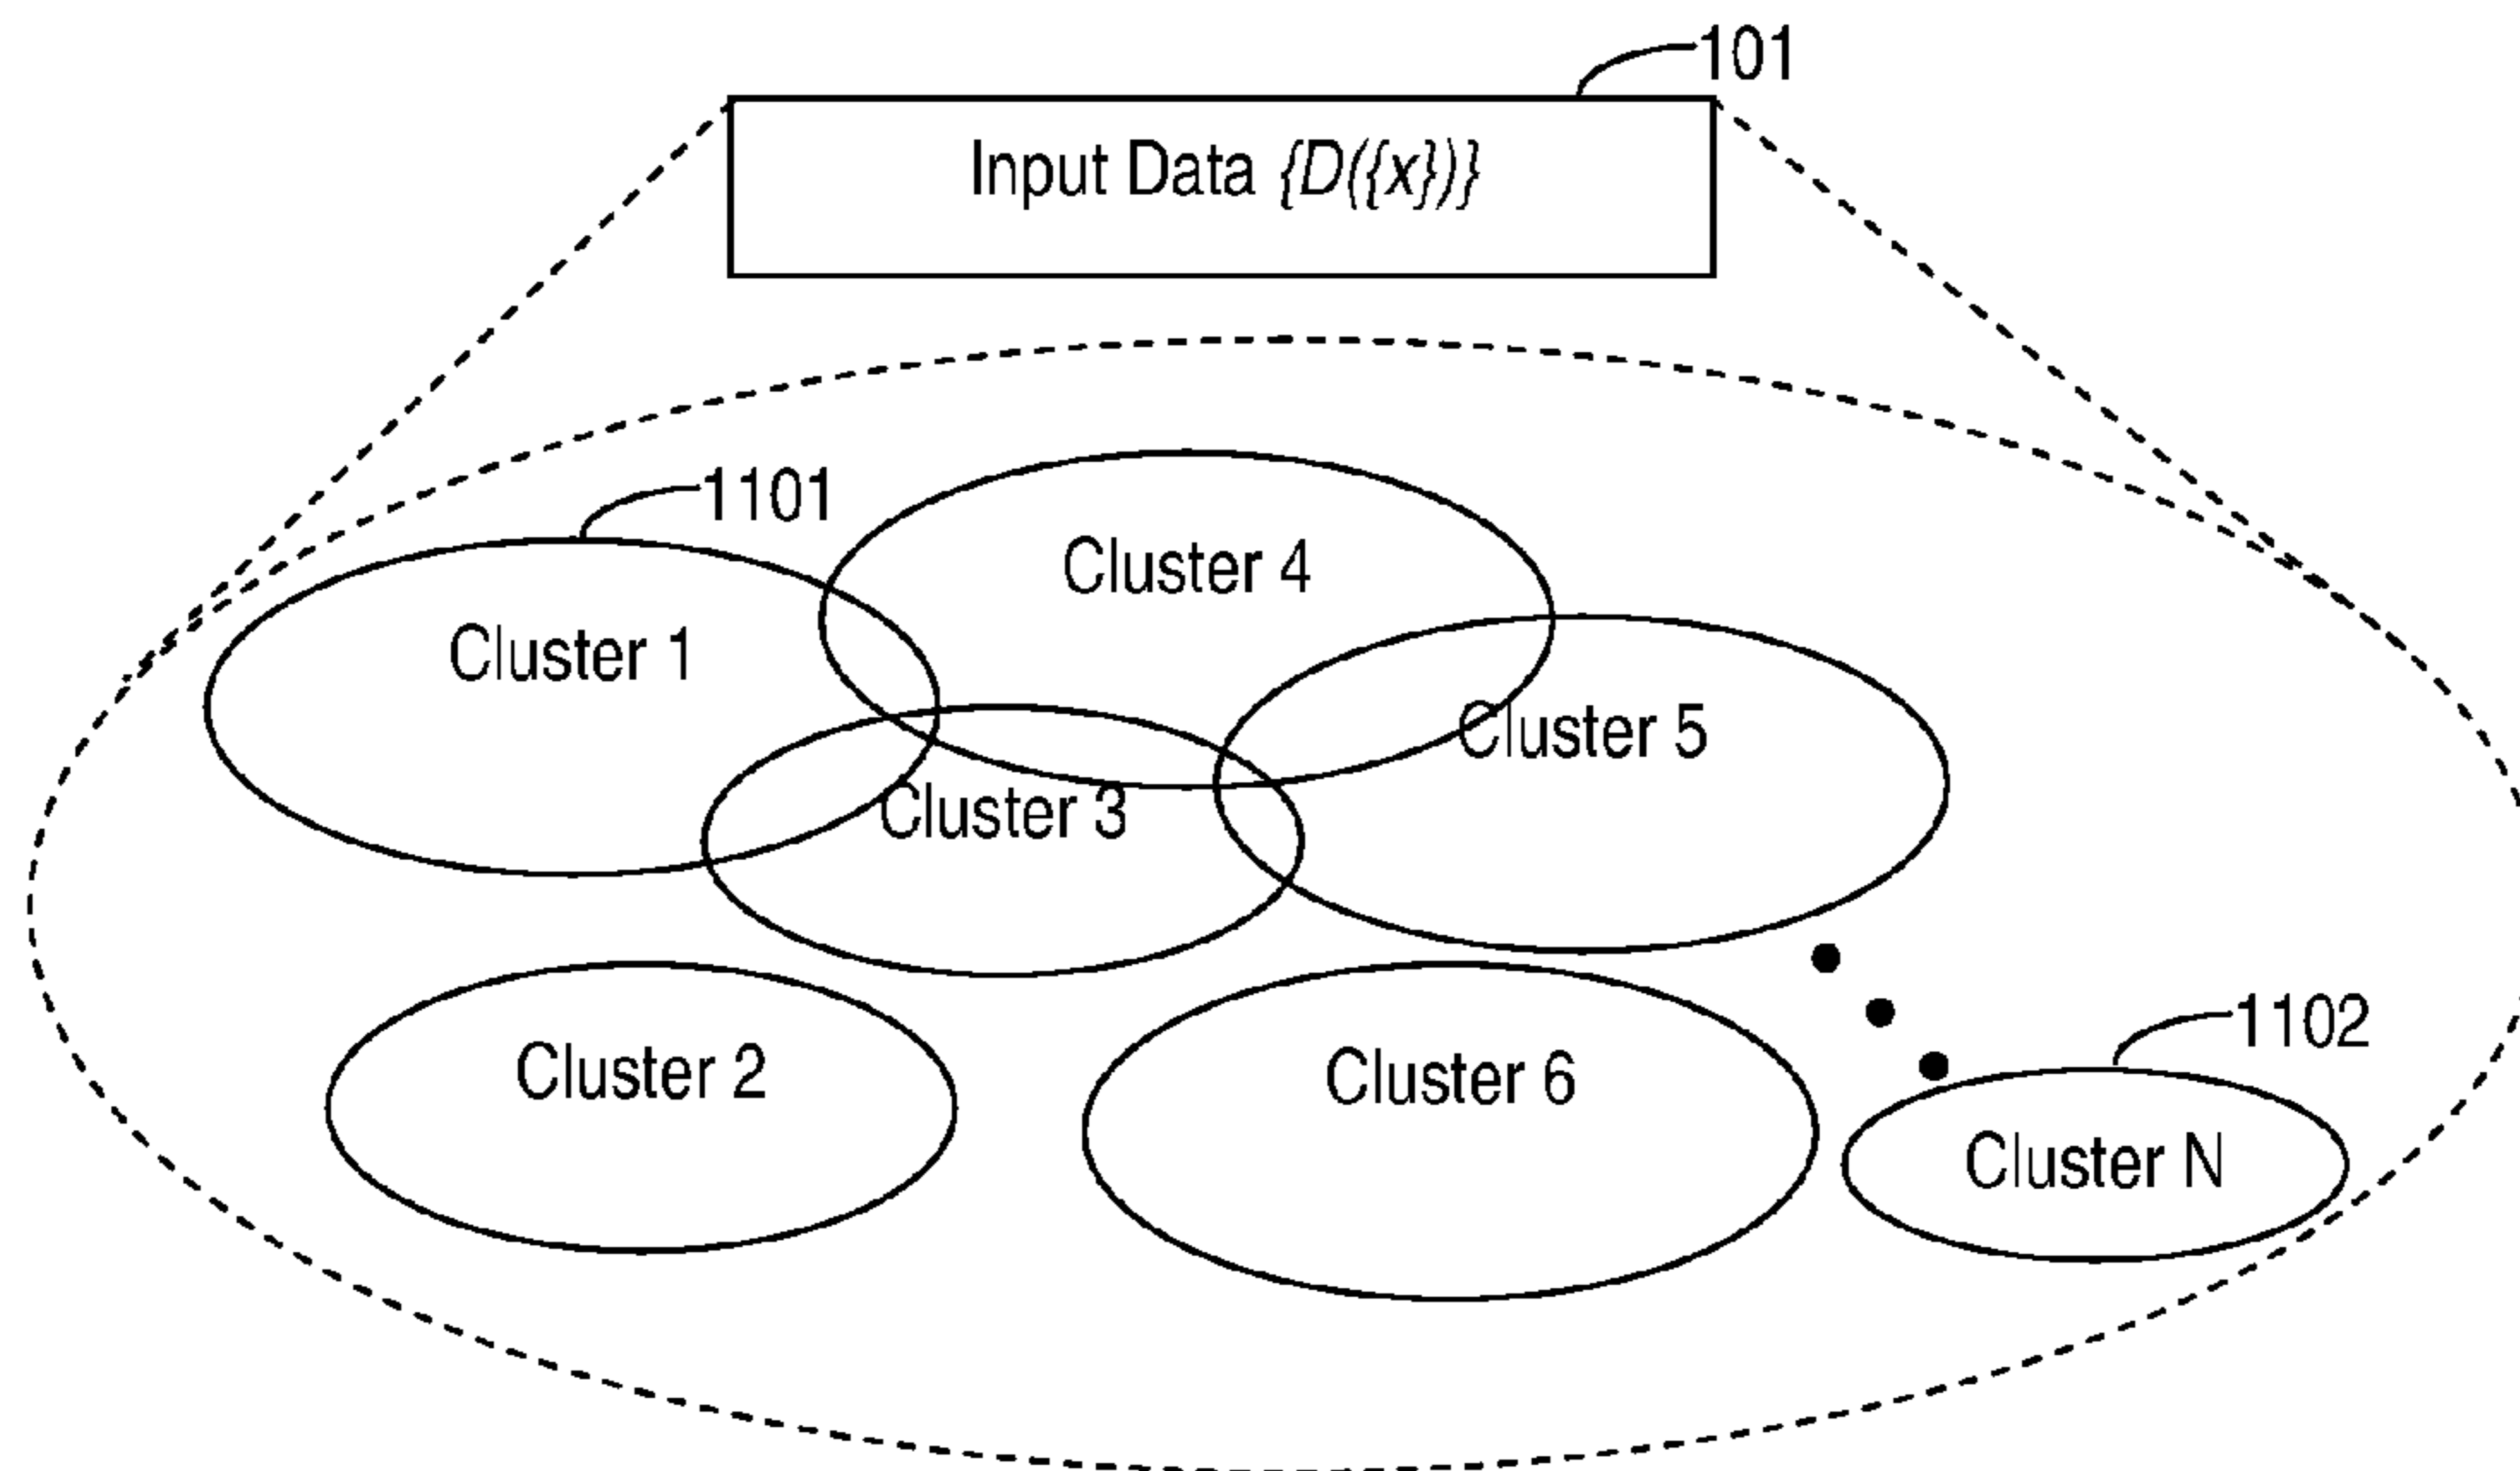 101
Input Data {D({x})}
1101
Cluster 4
Cluster 1
Cluster 5
Cluster 3
1102
Cluster 2
Cluster 6
Cluster N